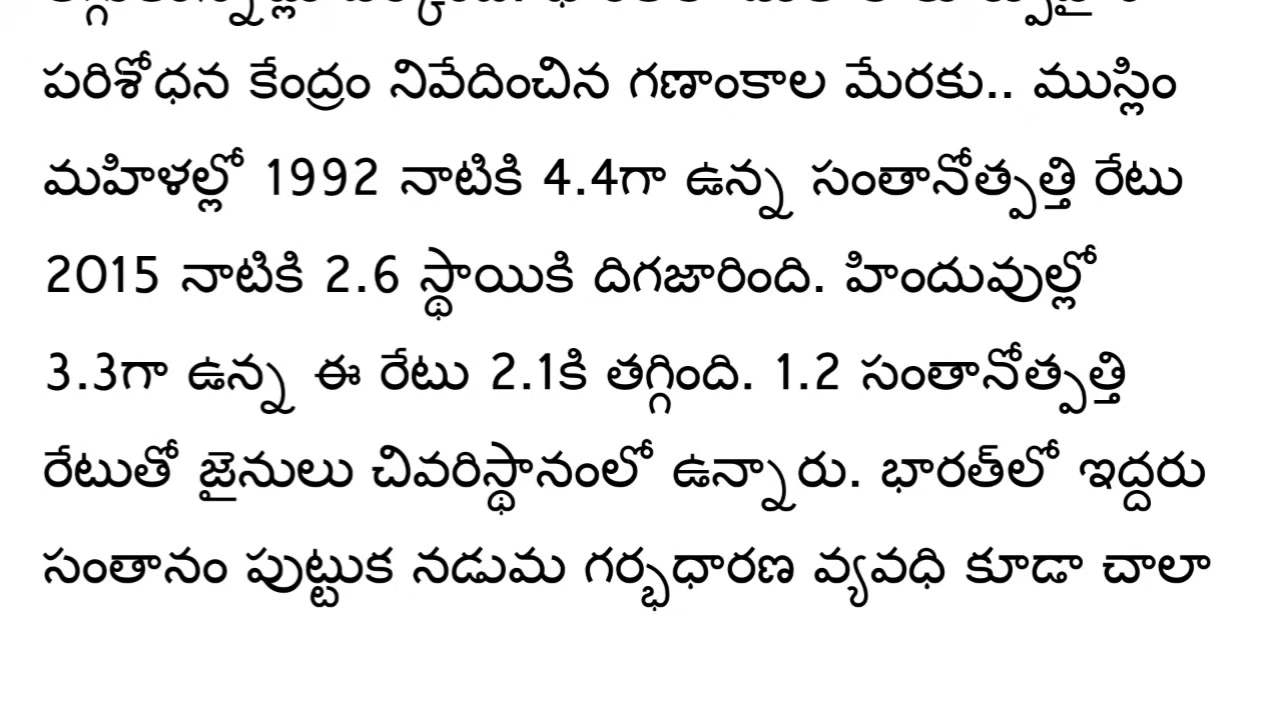 పరిశోధన కేంద్రం నివేదించిన గణాంకాల మేరకు.. ముస్లిం
మహిళల్లో 1992 నాటికి 4.4గా ఉన్న సంతానోత్పత్తి రేటు
2015 నాటికి 2.6 స్థాయికి దిగజారింది. హిందువుల్లో
3.3గా ఉన్న ఈ రేటు 2.1కి తగ్గింది. 1.2 సంతానోత్పత్తి
రేటుతో జైనులు చివరిస్థానంలో ఉన్నారు. భారత్‌లో ఇద్దరు
సంతానం పుట్టుక నడుమ గర్భధారణ వ్యవధి కూడా చాలా